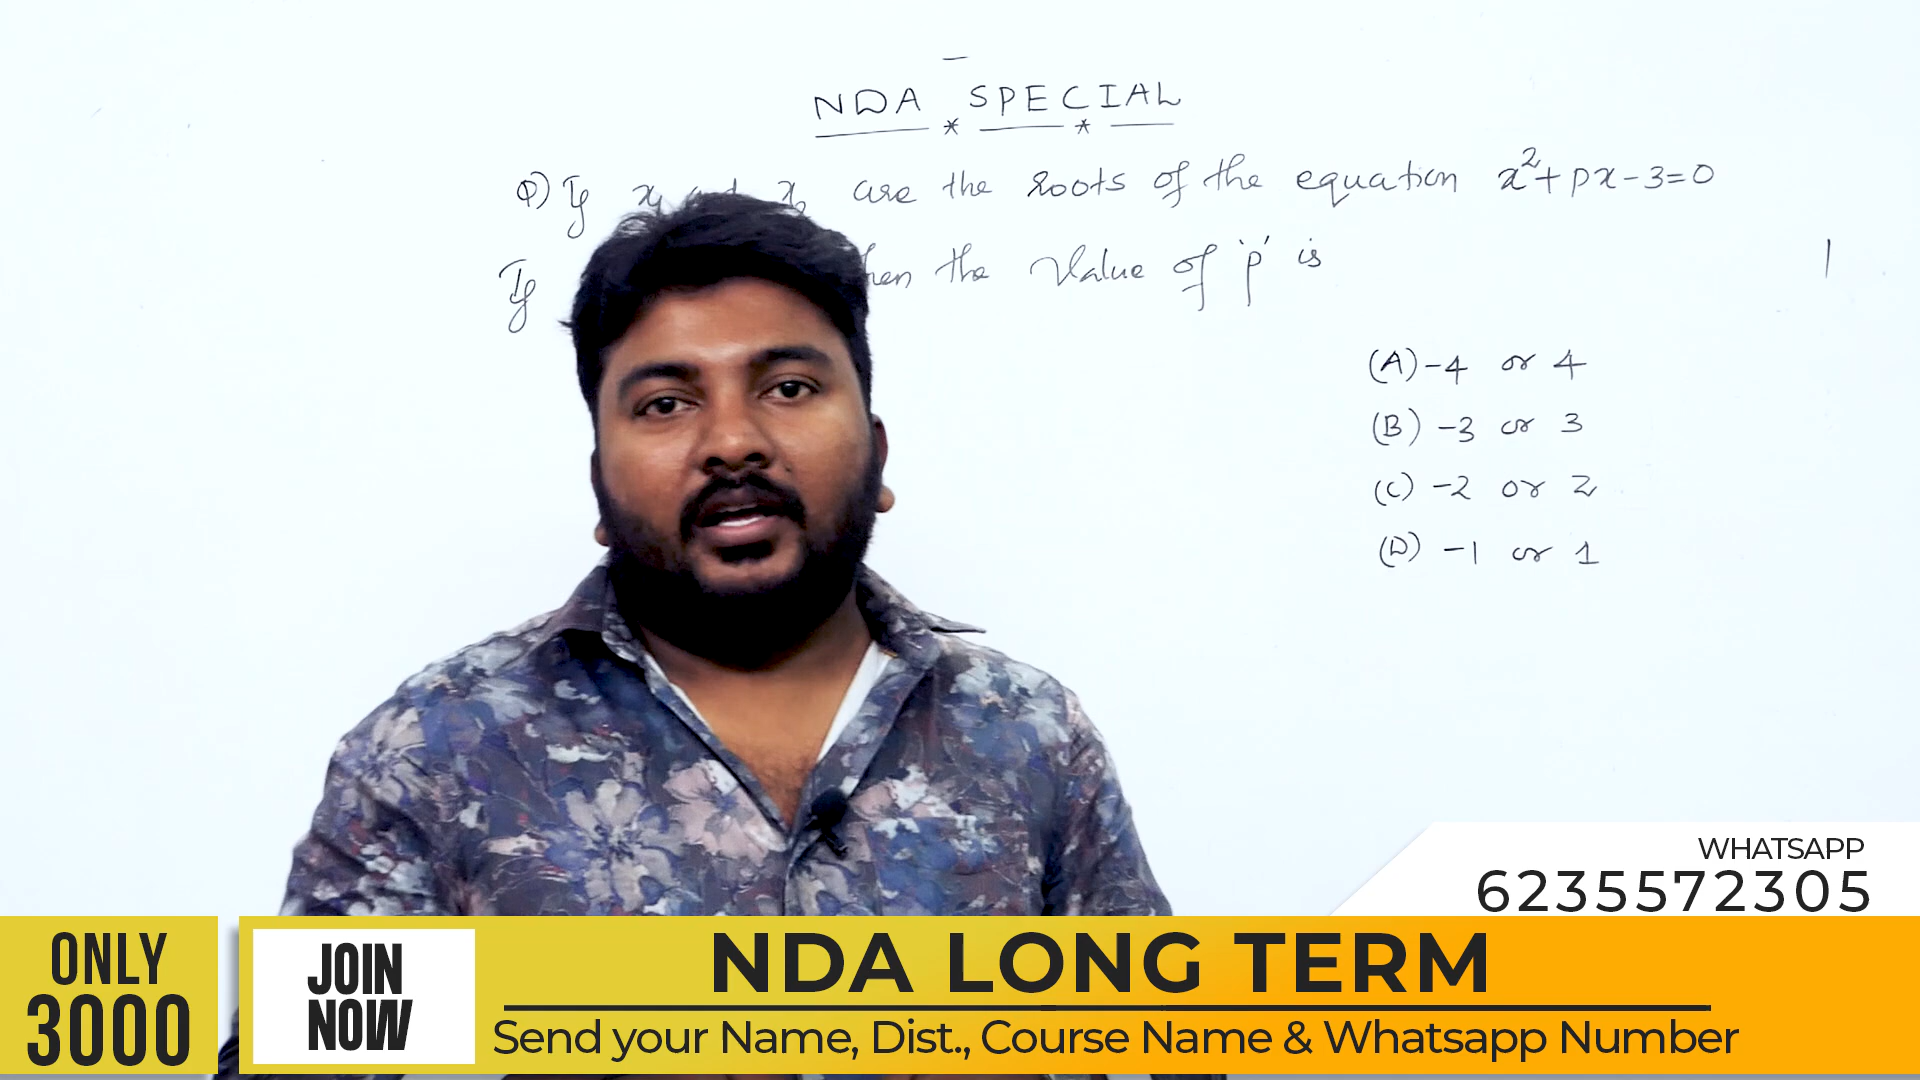 NDA SPECIAL
Q) If x₁ are the roots of the equation x²+px-3=0
If then the value of 'p' is
(A) -4 or 4
(B) -3 or 3
(C) -2 or 2
(D) -1 or 1
WHATSAPP
6235572305
ONLY
3000
JOIN
NOW
NDA LONG TERM
Send your Name, Dist., Course Name & Whatsapp Number